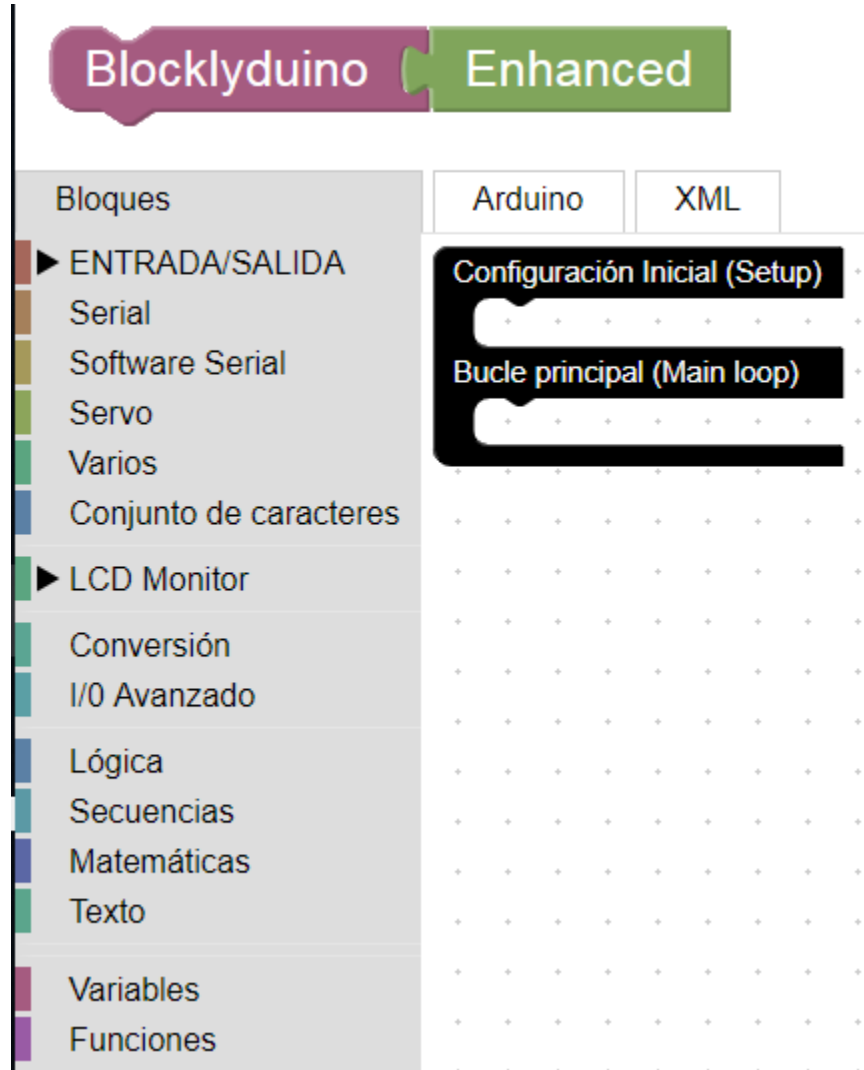 Blocklyduino Enhanced
Bloques Arduino XML
ENTRADA/SALIDA
Serial
Software Serial
Servo
Varios
Conjunto de caracteres
LCD Monitor
Conversión
I/0 Avanzado
Lógica
Secuencias
Matemáticas
Texto
Variables
Funciones
Configuración Inicial (Setup)
Bucle principal (Main loop)